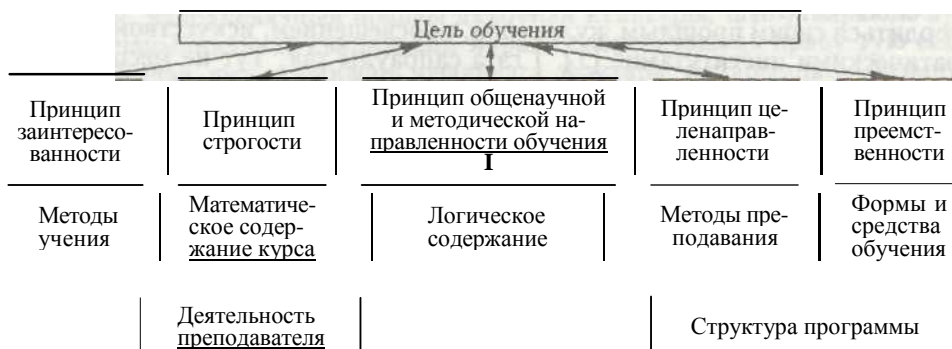 Цель обучения
Принцип
заинтересо-
ванности
Принцип
строгости
Принцип общенаучной
и методической на-
правленности обучения
I
Принцип це-
ленаправ-
ленности
Принцип
преемст-
венности
Методы
учения
Математиче-
ское содер-
жание курса
Логическое
содержание
Методы пре-
подавания
Формы и
средства
обучения
Деятельность
преподавателя
Структура программы